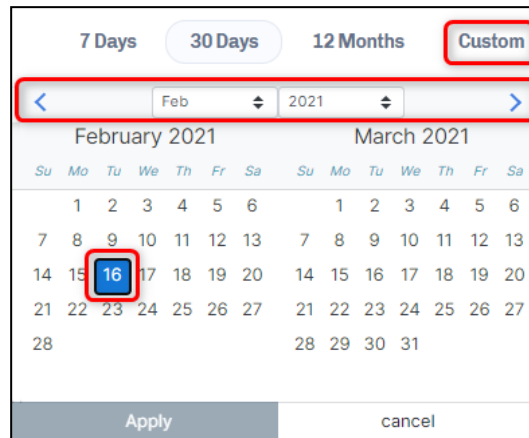 7 Days 30 Days 12 Months Custom
Feb 2021
February 2021 March 2021
Su Mo Tu We Th Fr Sa Su Mo Tu We Th Fr Sa
1 2 3 4 5 6 1 2 3 4 5 6
7 8 9 10 11 12 13 7 8 9 10 11 12 13
14 15 16 17 18 19 20 14 15 16 17 18 19 20
21 22 23 24 25 26 27 21 22 23 24 25 26 27
28 28 29 30 31
Apply cancel